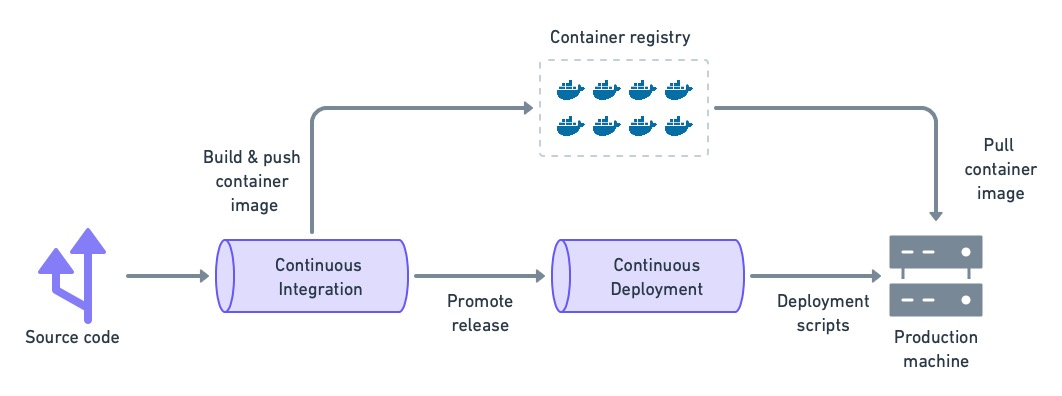 Container registry
Build & push
container
image
Pull
container
image
Continuous
Integration
Continuous
Deployment
Promote
release
Deployment
scripts
Source code
Production
machine